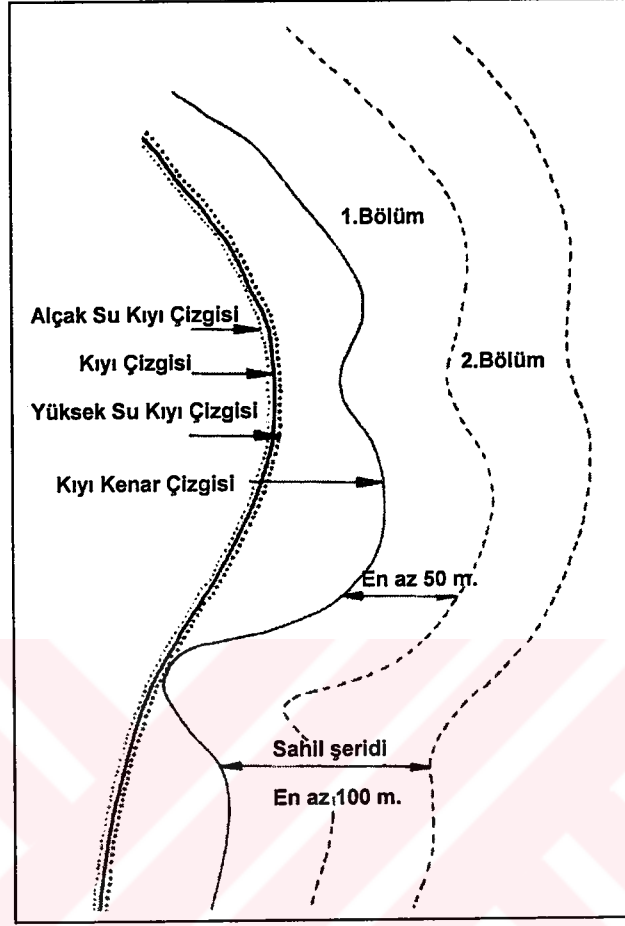 1.Bölüm
Alçak Su Kıyı Çizgisi
Kıyı Çizgisi
2.Bölüm
Yüksek Su Kıyı Çizgisi
Kıyı Kenar Çizgisi
En az 50 m.
Sahil şeridi
En az 100 m.